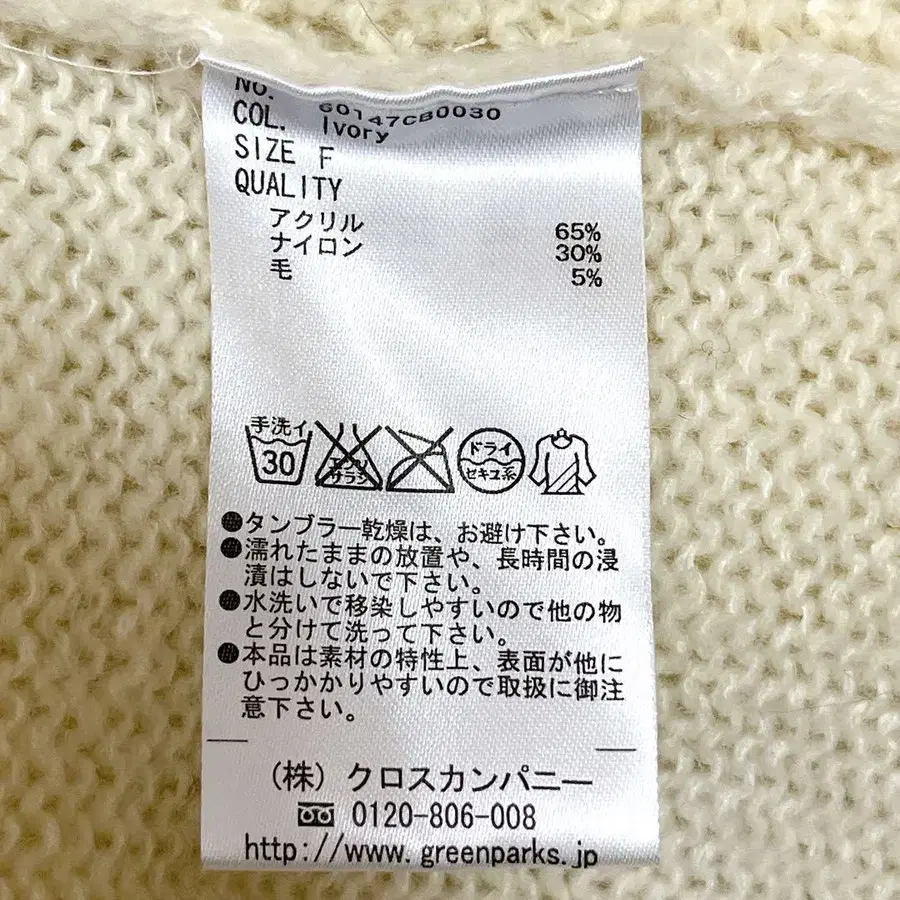 NO. 60147CB0030
COL. Ivory
SIZE F
QUALITY
アクリル 65%
ナイロン 30%
毛 5%
手洗イ
30
エンソ
サラシ
ドライ
セキユ系
●タンブラー乾燥は、お避け下さい。
●濡れたままの放置や、長時間の浸
漬はしないで下さい。
●水洗いで移染しやすいので他の物
と分けて洗って下さい。
●本品は素材の特性上、表面が他に
ひっかかりやすいので取扱に御注
意下さい。
(株) クロスカンパニー
0120-806-008
http://www.greenparks.jp